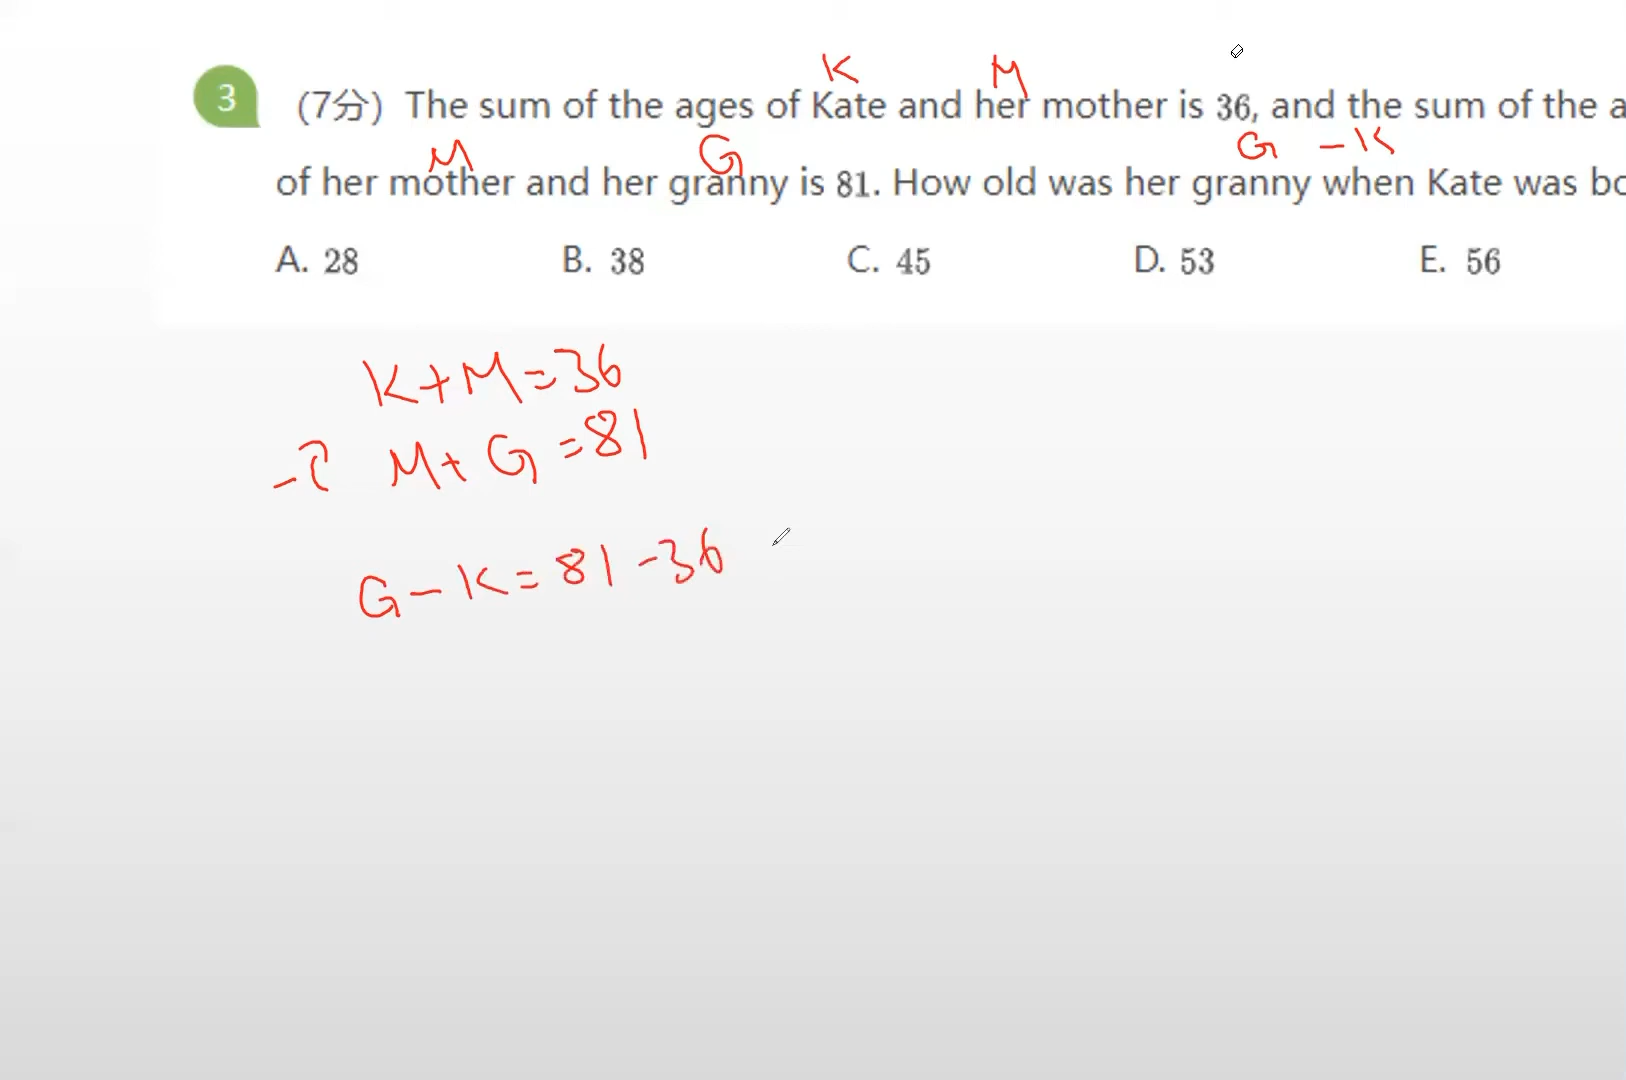 K M
3 (7分) The sum of the ages of Kate and her mother is 36, and the sum of the
M G G - K
of her mother and her granny is 81. How old was her granny when Kate was
A. 28 B. 38 C. 45 D. 53 E. 56
K+M=36
- M+G=81
G-K=81-36